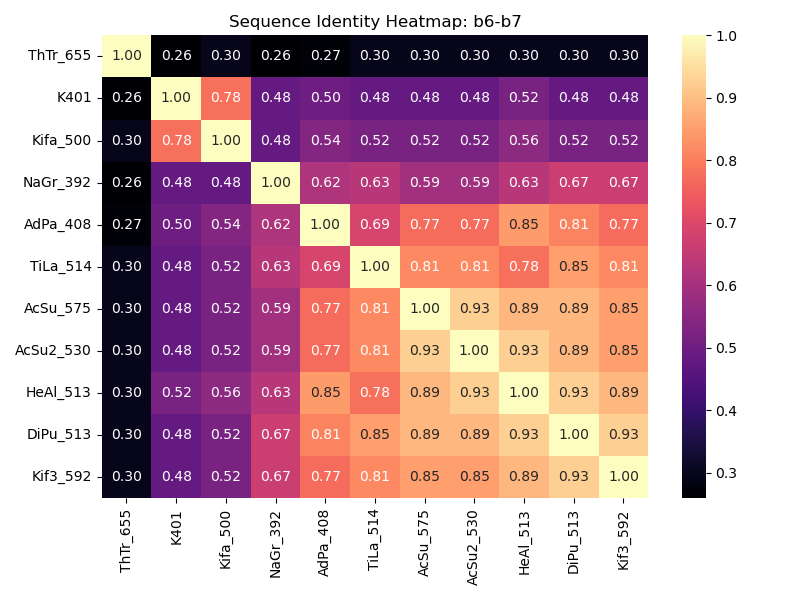 Sequence Identity Heatmap: b6-b7
ThTr_655 1.00 0.26 0.30 0.26 0.27 0.30 0.30 0.30 0.30 0.30 0.30
K401 0.26 1.00 0.78 0.48 0.50 0.48 0.48 0.48 0.52 0.48 0.48
Kifa_500 0.30 0.78 1.00 0.48 0.54 0.52 0.52 0.52 0.56 0.52 0.52
NaGr_392 0.26 0.48 0.48 1.00 0.62 0.63 0.59 0.59 0.63 0.67 0.67
AdPa_408 0.27 0.50 0.54 0.62 1.00 0.69 0.77 0.77 0.85 0.81 0.77
TiLa_514 0.30 0.48 0.52 0.63 0.69 1.00 0.81 0.81 0.78 0.85 0.81
AcSu_575 0.30 0.48 0.52 0.59 0.77 0.81 1.00 0.93 0.89 0.89 0.85
AcSu2_530 0.30 0.48 0.52 0.59 0.77 0.81 0.93 1.00 0.93 0.89 0.85
HeAl_513 0.30 0.52 0.56 0.63 0.85 0.78 0.89 0.93 1.00 0.93 0.89
DiPu_513 0.30 0.48 0.52 0.67 0.81 0.85 0.89 0.89 0.93 1.00 0.93
Kif3_592 0.30 0.48 0.52 0.67 0.77 0.81 0.85 0.85 0.89 0.93 1.00
ThTr_655 K401 Kifa_500 NaGr_392 AdPa_408 TiLa_514 AcSu_575 AcSu2_530 HeAl_513 DiPu_513 Kif3_592
1.0
0.9
0.8
0.7
0.6
0.5
0.4
0.3